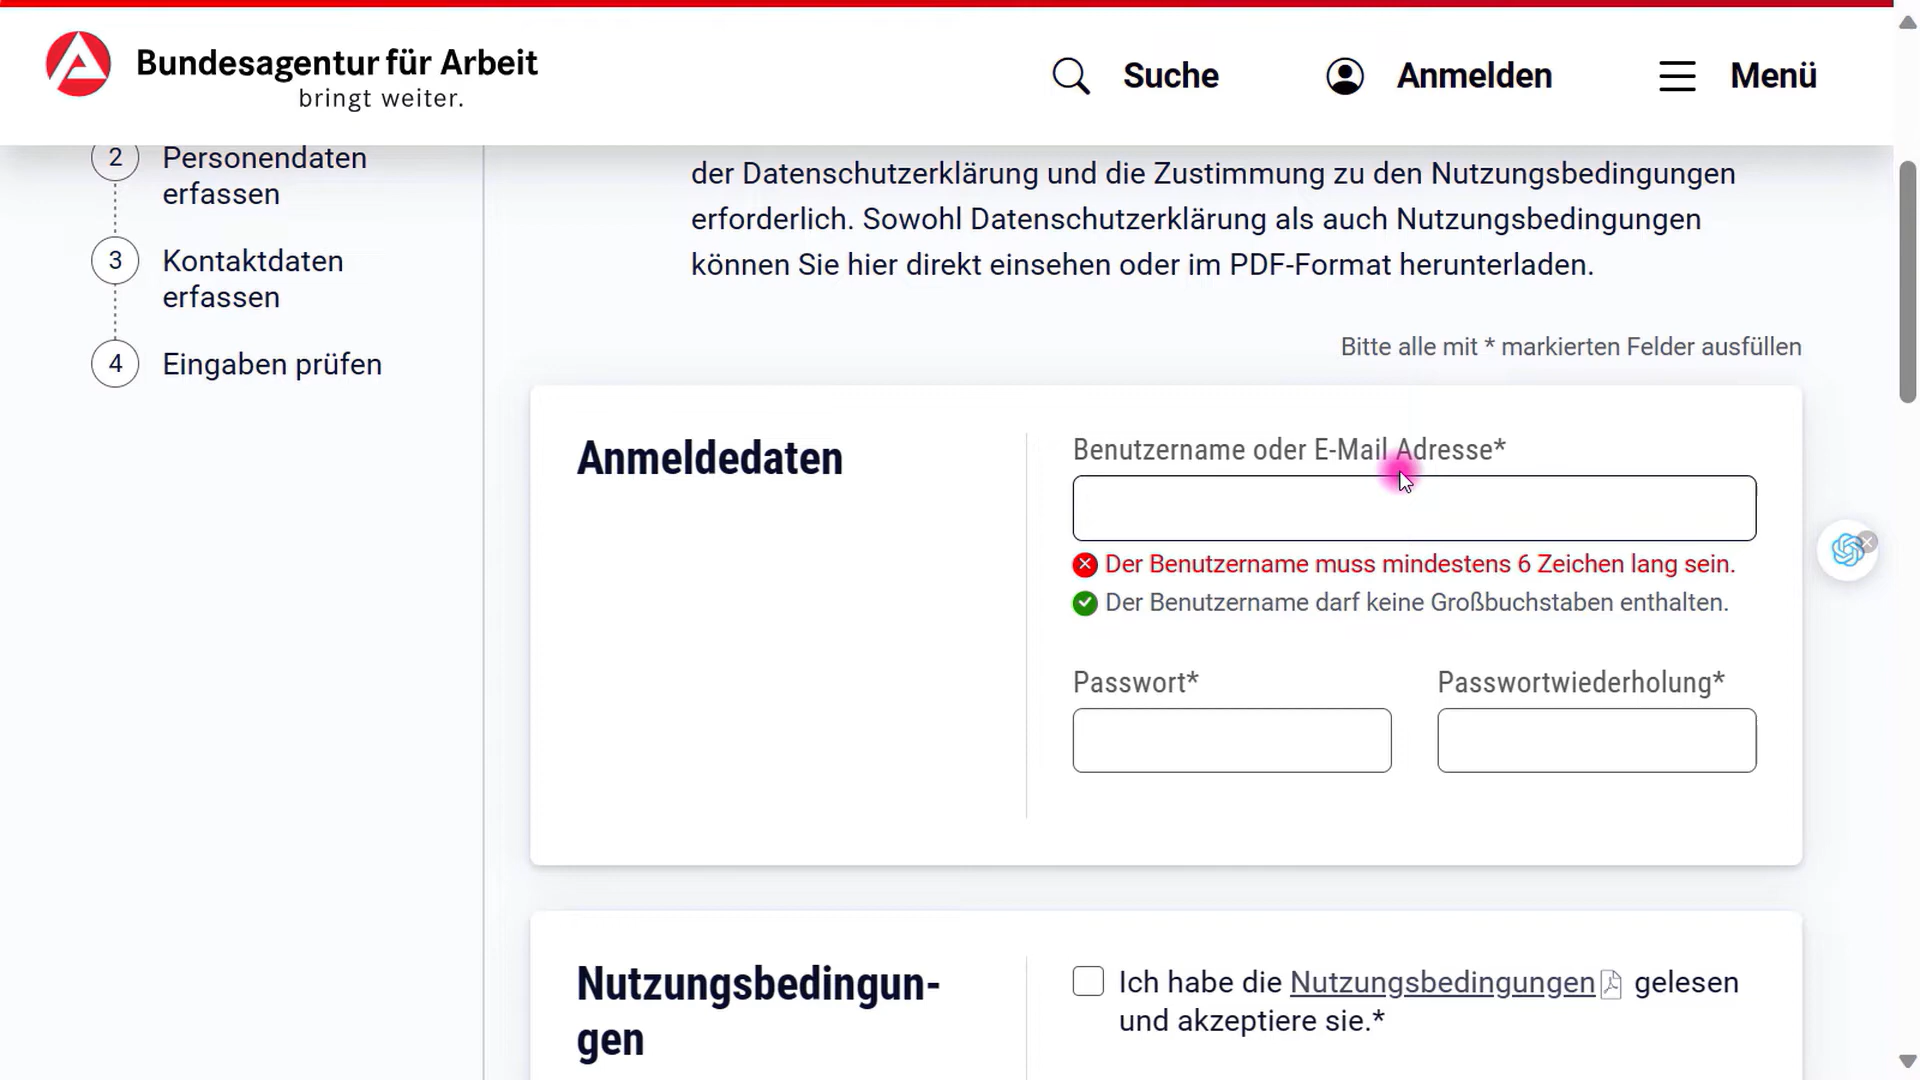 Bundesagentur für Arbeit
bringt weiter.
Suche
Anmelden
Menü
2
Personendaten
erfassen
3
Kontaktdaten
erfassen
4
Eingaben prüfen
der Datenschutzerklärung und die Zustimmung zu den Nutzungsbedingungen
erforderlich. Sowohl Datenschutzerklärung als auch Nutzungsbedingungen
können Sie hier direkt einsehen oder im PDF-Format herunterladen.
Bitte alle mit * markierten Felder ausfüllen
Anmeldedaten
Benutzername oder E-Mail Adresse*
Der Benutzername muss mindestens 6 Zeichen lang sein.
Der Benutzername darf keine Großbuchstaben enthalten.
Passwort*
Passwortwiederholung*
Nutzungsbedingun-
gen
Ich habe die Nutzungsbedingungen gelesen
und akzeptiere sie.*